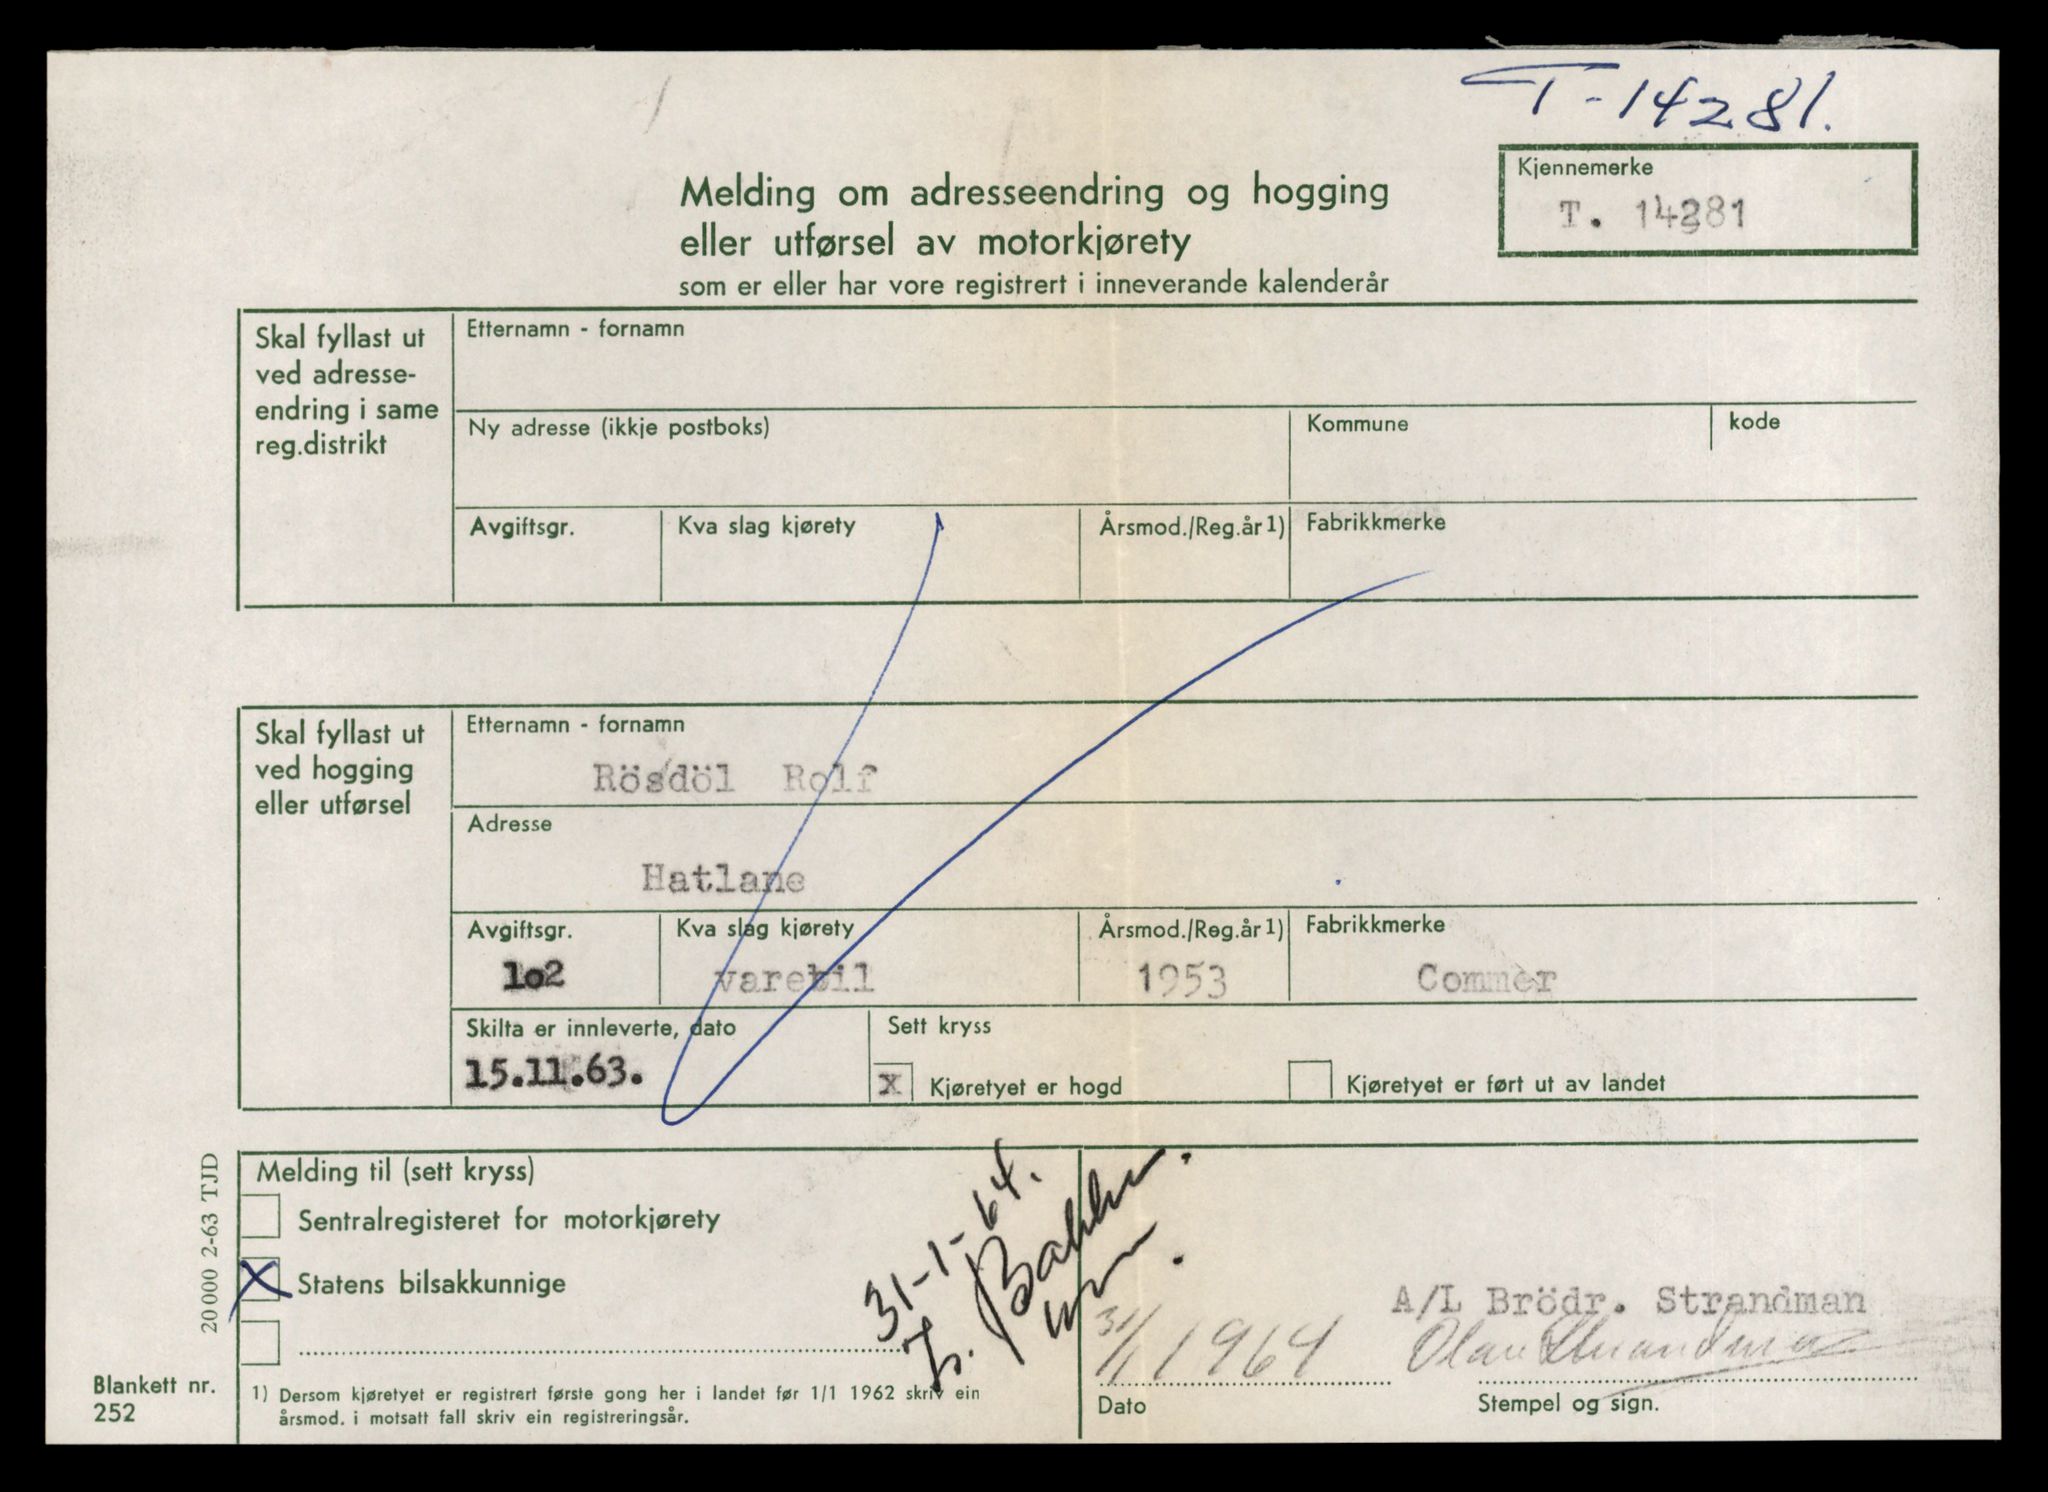 T-14281.
Kjennemerke
T. 14281
Melding om adresseendring og hogging
eller utførsel av motorkjørety
som er eller har vore registrert i inneverande kalenderår
Skal fyllast ut
ved adresse-
endring i same
reg.distrikt
Etternamn - fornamn
Ny adresse (ikkje postboks)
Kommune
kode
Avgiftsgr.
Kva slag kjørety
Årsmod./Reg.år 1)
Fabrikkmerke
Skal fyllast ut
ved hogging
eller utførsel
Etternamn - fornamn
Rösdöl Rolf
Adresse
Hatlane
Avgiftsgr.
Kva slag kjørety
Årsmod./Reg.år 1)
Fabrikkmerke
1o2
varebil
1953
Commer
Skilta er innleverte, dato
15.11.63.
Sett kryss
x Kjøretyet er hogd
Kjøretyet er ført ut av landet
Melding til (sett kryss)
Sentralregisteret for motorkjørety
X Statens bilsakkunnige
31-1-64.
A/L Brödr. Strandman
31/1 1964
Olav Strandman
Dato
Stempel og sign.
1) Dersom kjøretyet er registrert første gong her i landet før 1/1 1962 skriv ein
årsmod. i motsatt fall skriv ein registreringsår.
Blankett nr.
252
20 000 2-63 TJD